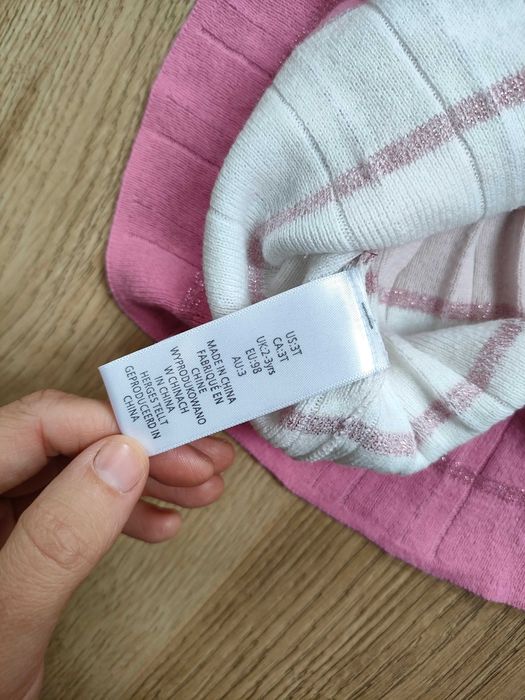 US:3T
CA:3T
UK:2-3yrs
EU:98
AU:3
MADE IN CHINA
FABRIQUÉ EN
CHINE
WYPRODUKOWANO
W CHINACH
HERGESTELLT
IN CHINA
GEPRODUCEERD IN
CHINA